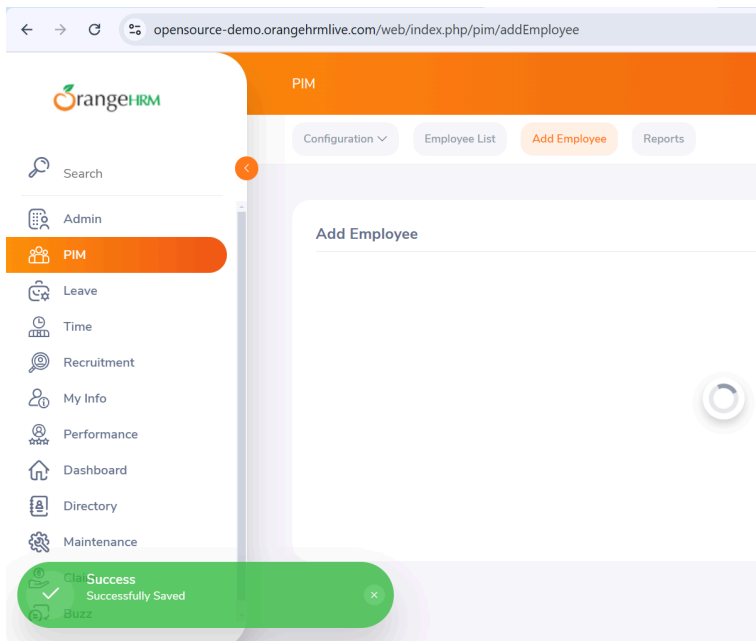 opensource-demo.orangehrmlive.com/web/index.php/pim/addEmployee
OrangeHRM
PIM
Configuration
Employee List
Add Employee
Reports
Search
Admin
PIM
Leave
Time
Recruitment
My Info
Performance
Dashboard
Directory
Maintenance
Add Employee
Success
Successfully Saved
Buzz